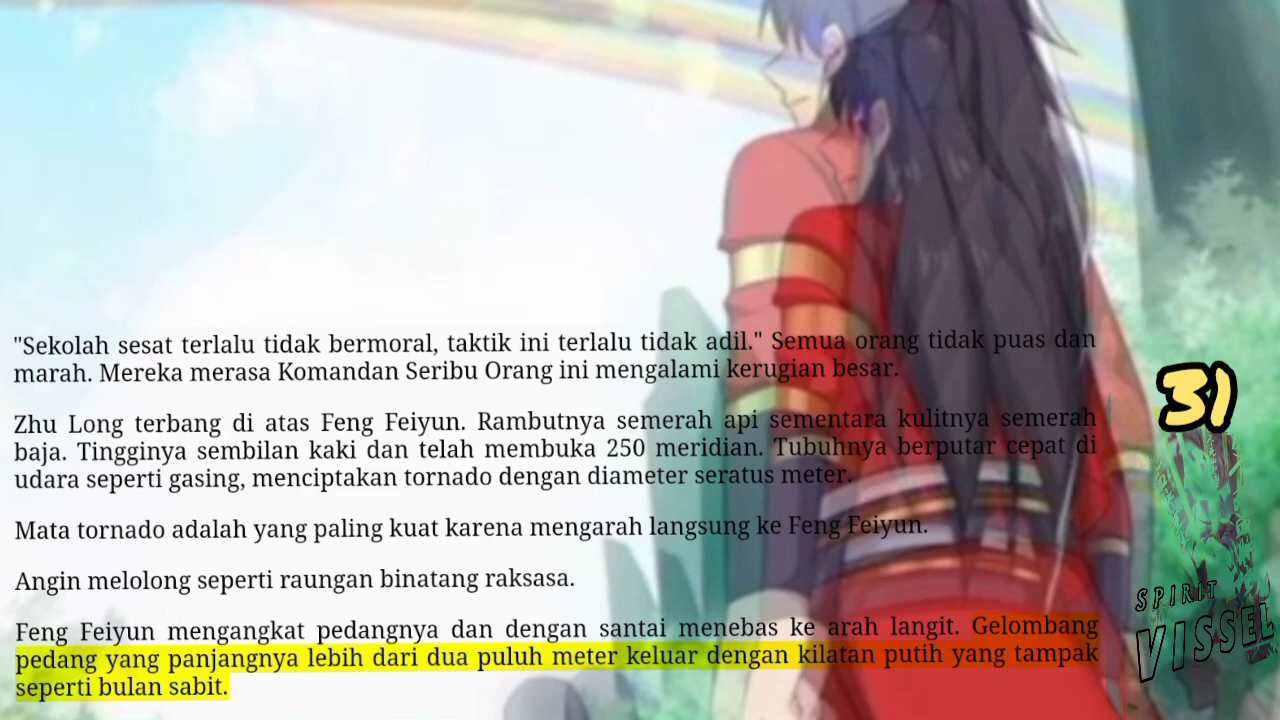 "Sekolah sesat terlalu tidak bermoral, taktik ini terlalu tidak adil." Semua orang tidak puas dan
marah. Mereka merasa Komandan Seribu Orang ini mengalami kerugian besar.
Zhu Long terbang di atas Feng Feiyun. Rambutnya semerah api sementara kulitnya semerah
baja. Tingginya sembilan kaki dan telah membuka 250 meridian. Tubuhnya berputar cepat di
udara seperti gasing, menciptakan tornado dengan diameter seratus meter.
Mata tornado adalah yang paling kuat karena mengarah langsung ke Feng Feiyun.
Angin melolong seperti raungan binatang raksasa.
Feng Feiyun mengangkat pedangnya dan dengan santai menebas ke arah langit. Gelombang
pedang yang panjangnya lebih dari dua puluh meter keluar dengan kilatan putih yang tampak
seperti bulan sabit.
31
SPIRIT
VISSEL